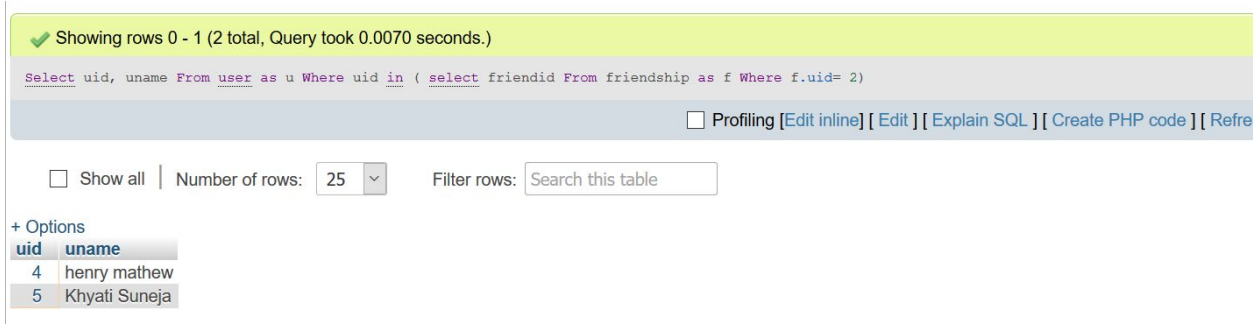 Showing rows 0 - 1 (2 total, Query took 0.0070 seconds.)
Select uid, uname From user as u Where uid in ( select friendid From friendship as f Where f.uid= 2)
Profiling [Edit inline] [ Edit ] [ Explain SQL ] [ Create PHP code ] [ Refre
Show all | Number of rows: 25 Filter rows: Search this table
+ Options
uid uname
4 henry mathew
5 Khyati Suneja